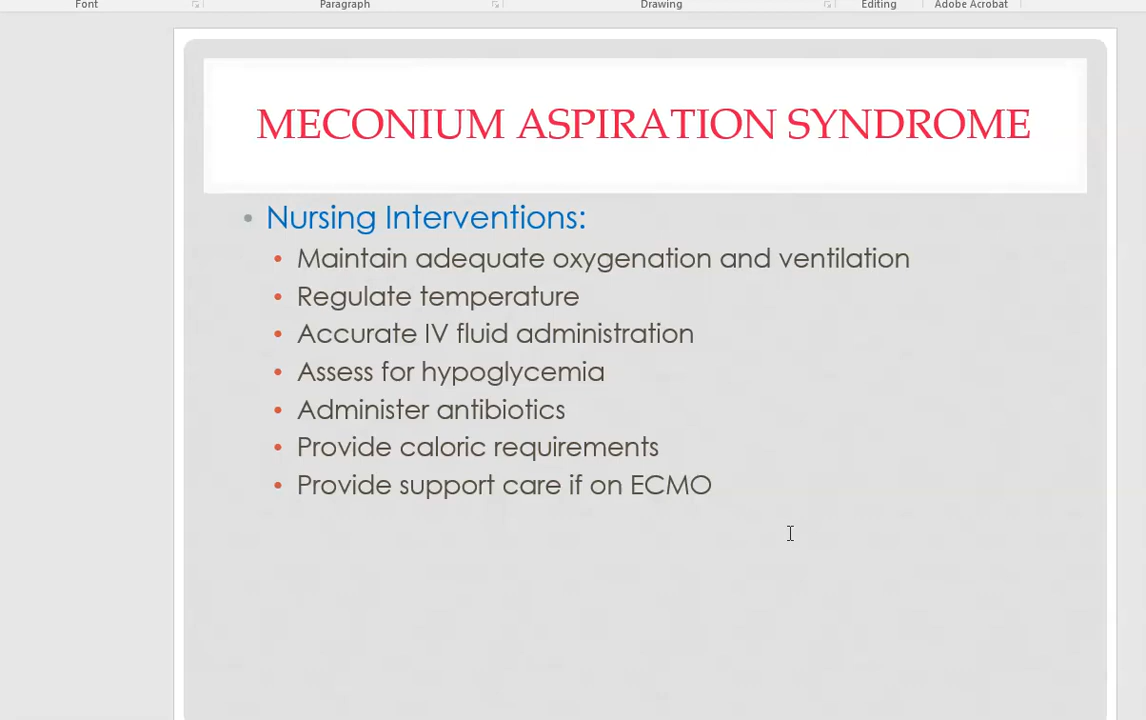 Font Paragraph Drawing Editing Adobe Acrobat
MECONIUM ASPIRATION SYNDROME
• Nursing Interventions:
• Maintain adequate oxygenation and ventilation
• Regulate temperature
• Accurate IV fluid administration
• Assess for hypoglycemia
• Administer antibiotics
• Provide caloric requirements
• Provide support care if on ECMO